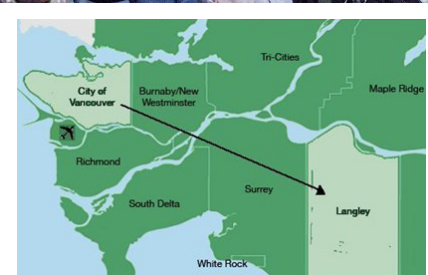 Tri-Cities
City of
Vancouver
Burnaby/New
Westminster
Maple Ridge
Richmond
Surrey
South Delta
Langley
White Rock